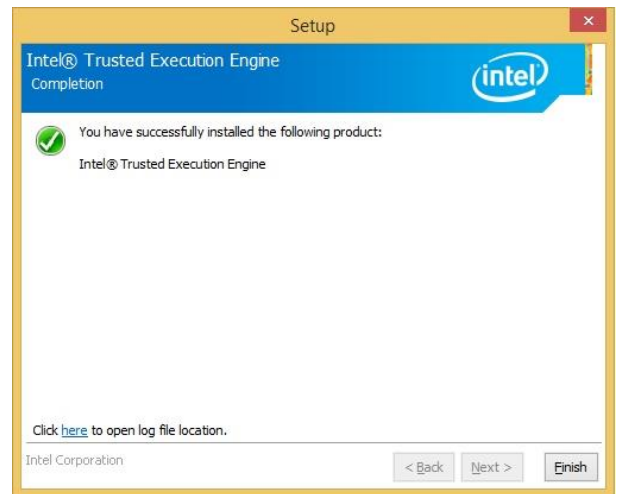 Setup
Intel® Trusted Execution Engine
Completion
intel
You have successfully installed the following product:
Intel® Trusted Execution Engine
Click here to open log file location.
Intel Corporation
< Back Next > Finish